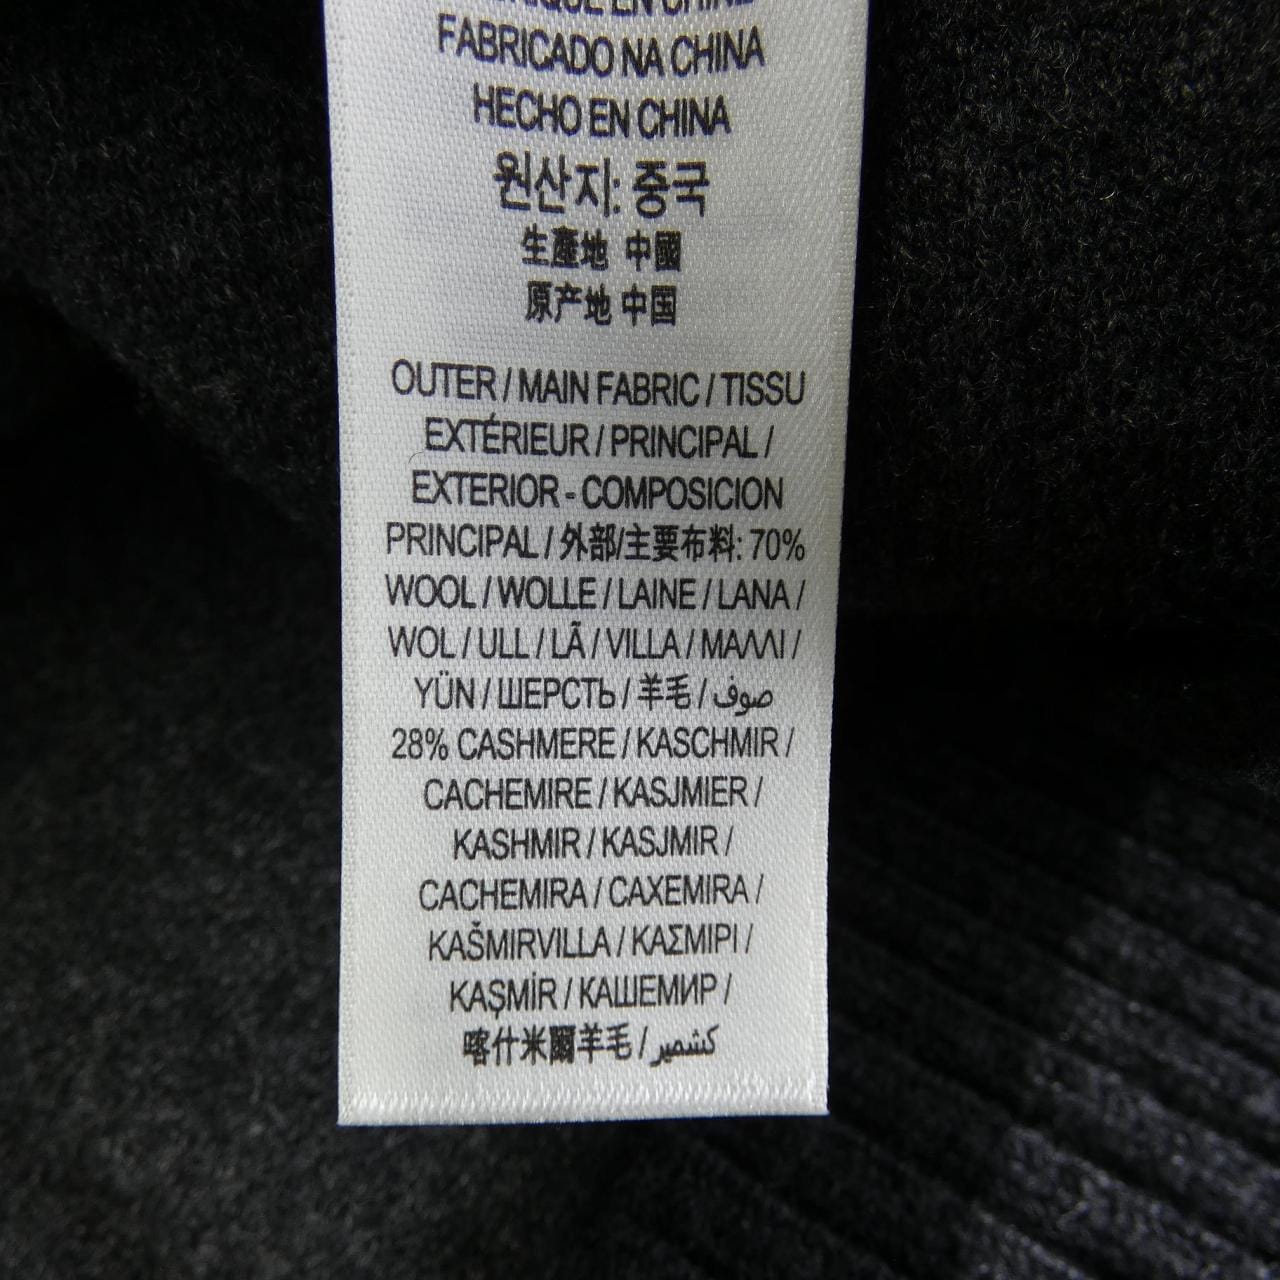 FABRIQUÉ EN CHINE
FABRICADO NA CHINA
HECHO EN CHINA
원산지: 중국
生產地 中國
原产地 中国
OUTER / MAIN FABRIC / TISSU
EXTÉRIEUR / PRINCIPAL /
EXTERIOR - COMPOSICION
PRINCIPAL / 外部/主要布料: 70%
WOOL / WOLLE / LAINE / LANA /
WOL / ULL / LÃ / VILLA / ΜΑΛΛΙ /
YÜN / ШЕРСТЬ / 羊毛 / صوف
28% CASHMERE / KASCHMIR /
CACHEMIRE / KASJMIER /
KASHMIR / KASJMIR /
CACHEMIRA / CAXEMIRA /
KAŠMIRVILLA / ΚΑΣΜΙΡΙ /
KAŞMİR / КАШЕМИР /
喀什米爾羊毛 / كشمير